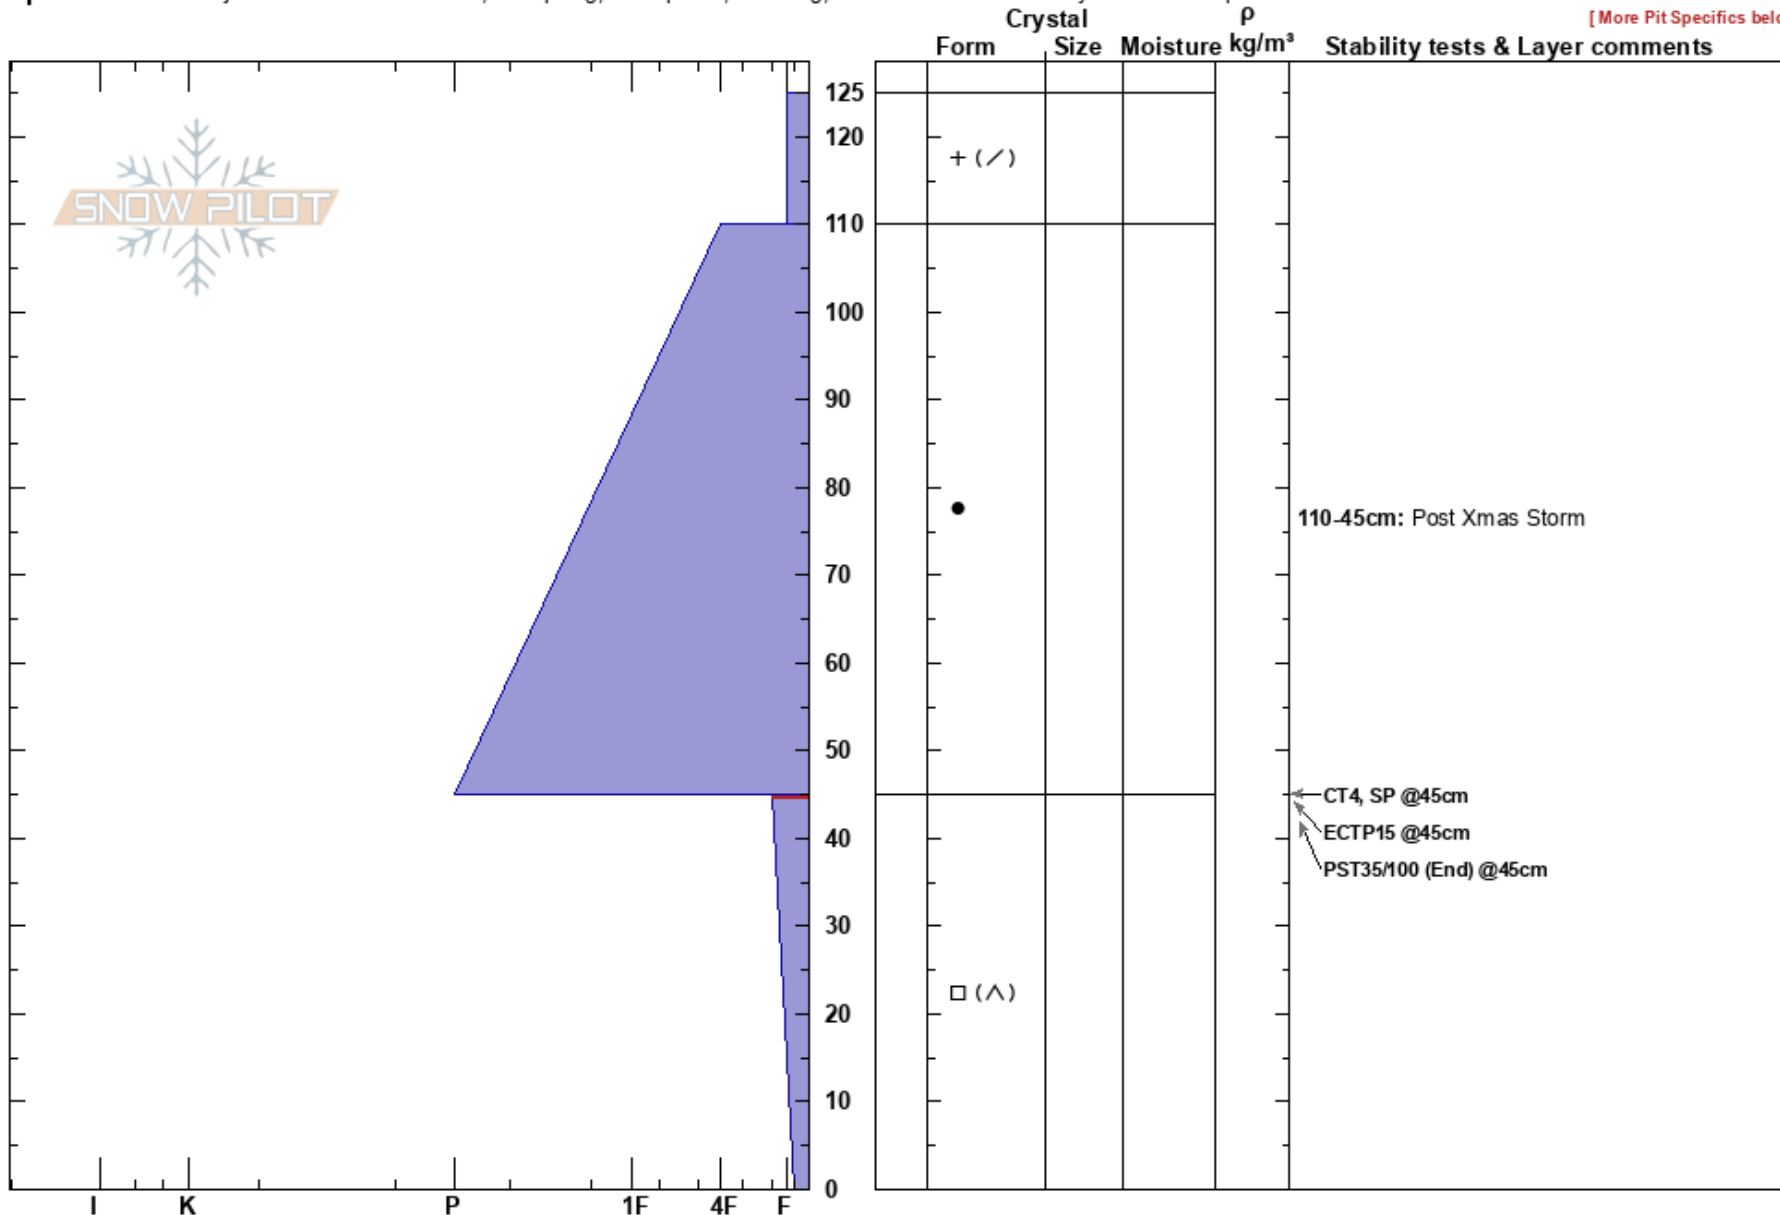 Crystal
ρ
[ More Pit Specifics
Form Size Moisture kg/m³ Stability tests & Layer comments
125
120
+ (╱)
SNOW PILOT
110
100
90
80
●
110-45cm: Post Xmas Storm
70
60
50
CT4, SP @45cm
ECTP15 @45cm
40
PST35/100 (End) @45cm
30
□ (∧)
20
10
0
I K P 1F 4F F